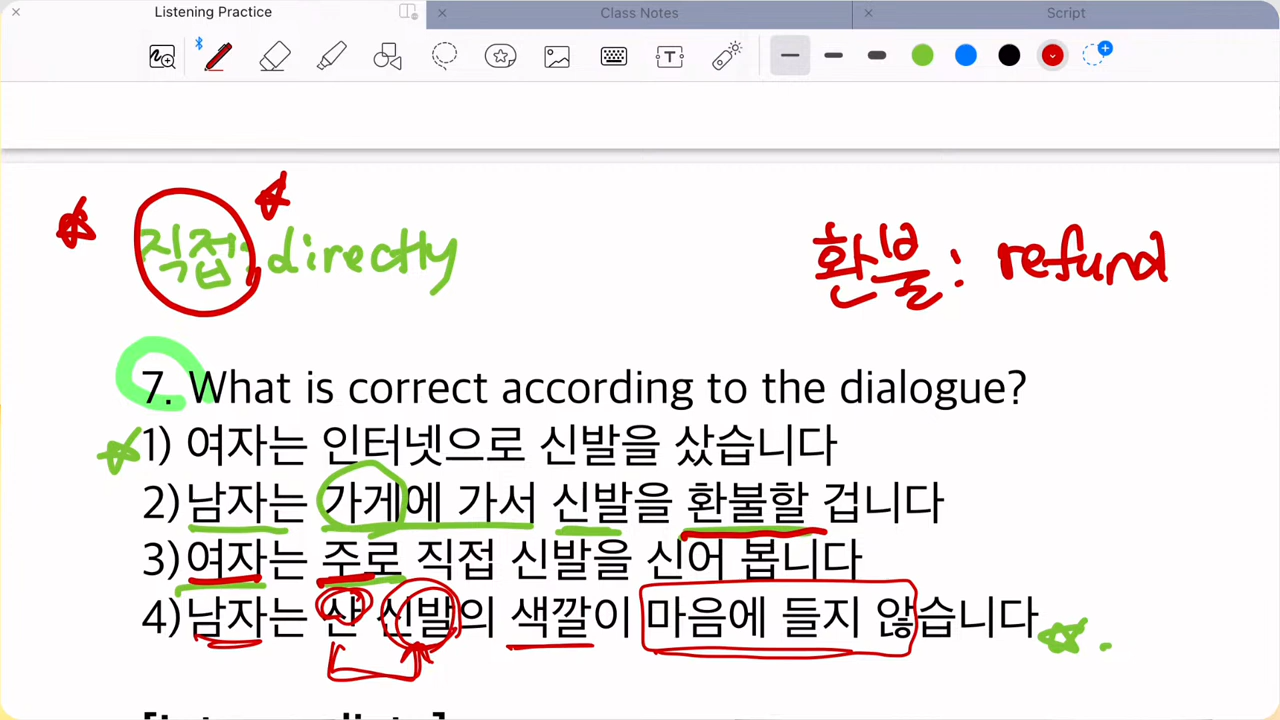 Listening Practice
Class Notes
Script
직접: directly
환불: refund
7. What is correct according to the dialogue?
1) 여자는 인터넷으로 신발을 샀습니다
2) 남자는 가게에 가서 신발을 환불할 겁니다
3) 여자는 주로 직접 신발을 신어 봅니다
4) 남자는 산 신발의 색깔이 마음에 들지 않습니다